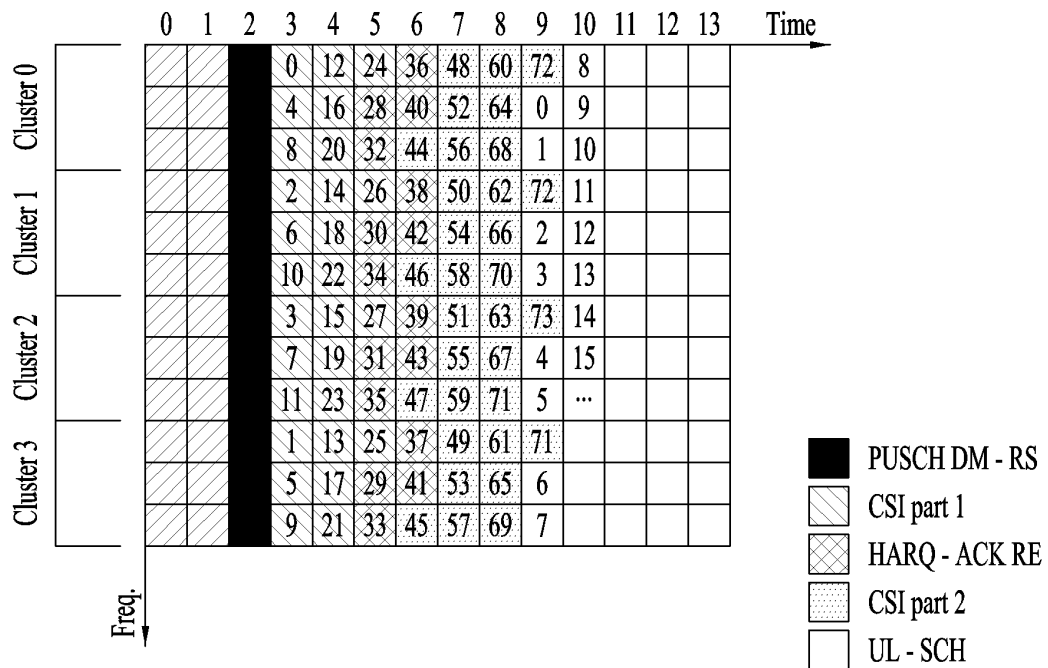 0 1 2 3 4 5 6 7 8 9 10 11 12 13 Time
Cluster 0
0 12 24 36 48 60 72 8
4 16 28 40 52 64 0 9
8 20 32 44 56 68 1 10
Cluster 1
2 14 26 38 50 62 72 11
6 18 30 42 54 66 2 12
10 22 34 46 58 70 3 13
Cluster 2
3 15 27 39 51 63 73 14
7 19 31 43 55 67 4 15
11 23 35 47 59 71 5 ...
Cluster 3
1 13 25 37 49 61 71
5 17 29 41 53 65 6
9 21 33 45 57 69 7
Freq.
PUSCH DM - RS
CSI part 1
HARQ - ACK RE
CSI part 2
UL - SCH